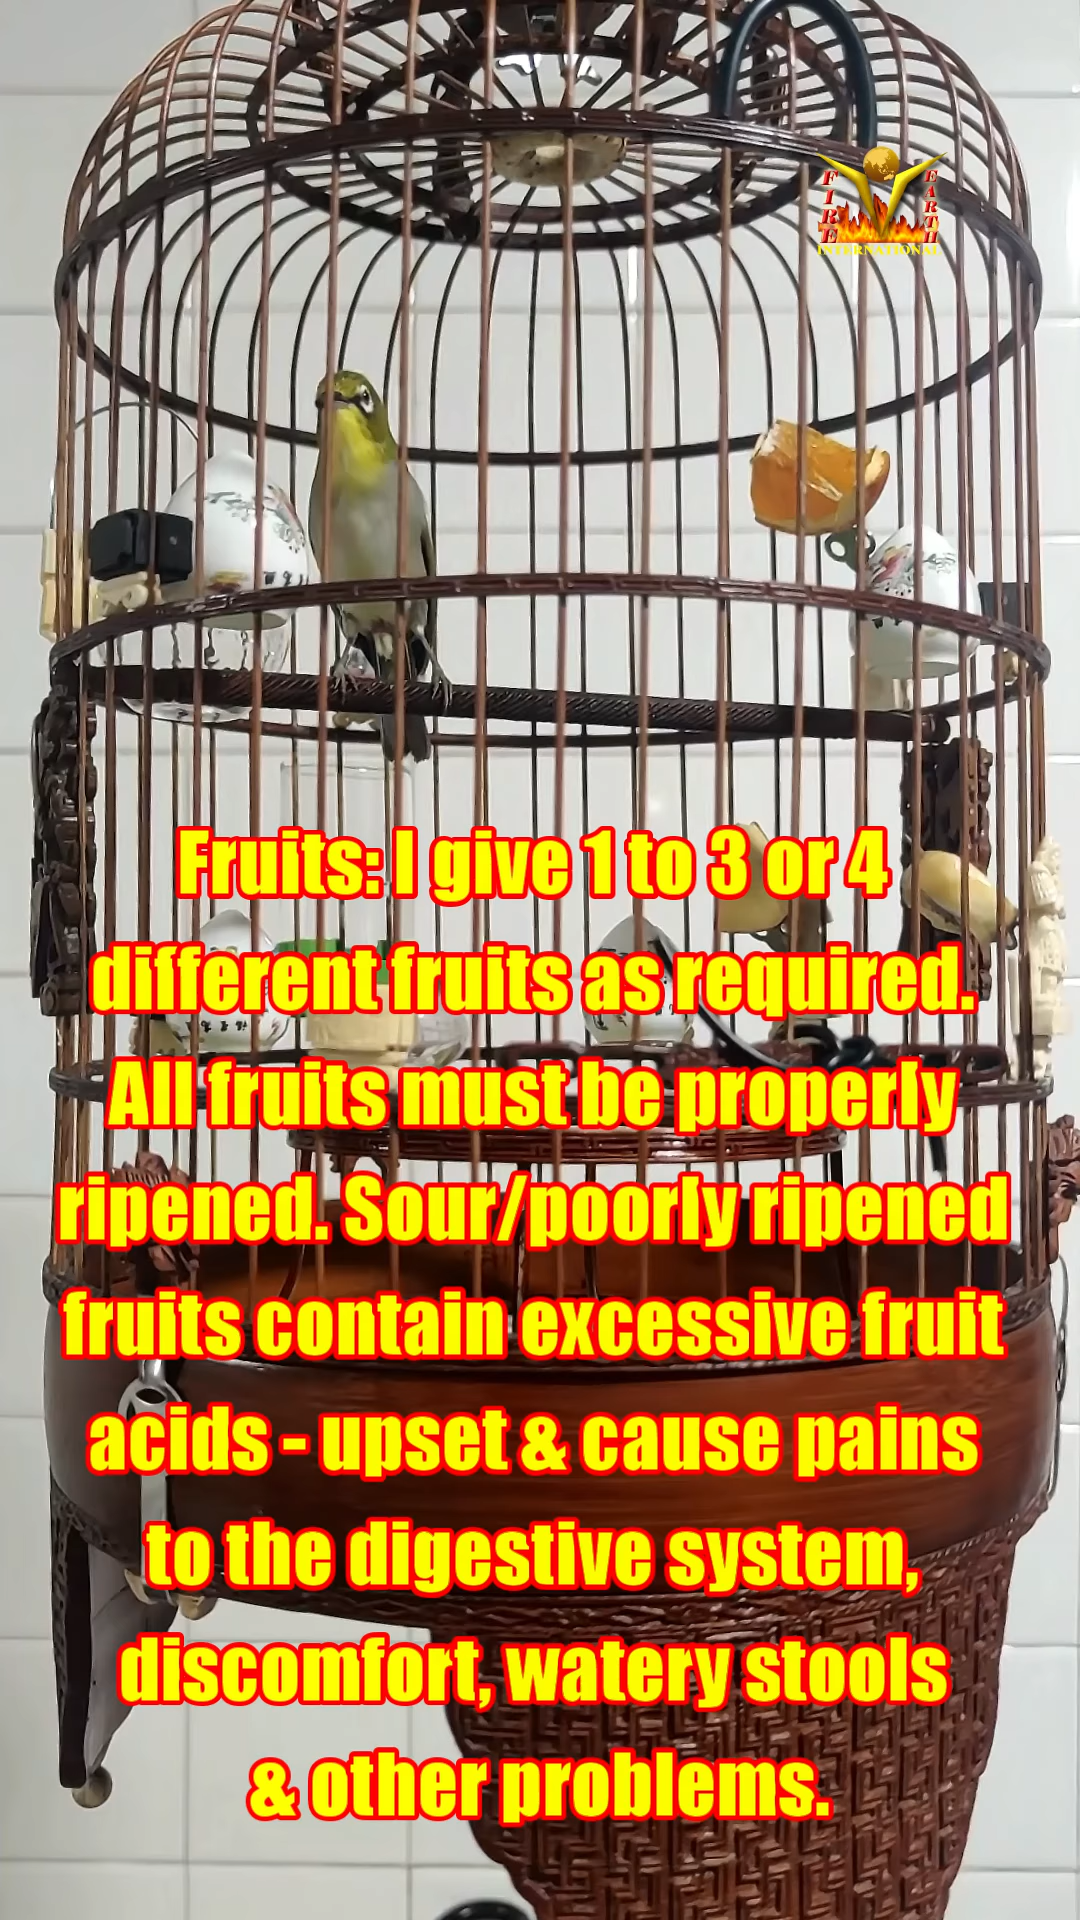 FIRE
EARTH
INTERNATIONAL
Fruits: I give 1 to 3 or 4
different fruits as required.
All fruits must be properly
ripened. Sour/poorly ripened
fruits contain excessive fruit
acids - upset & cause pains
to the digestive system,
discomfort, watery stools
& other problems.